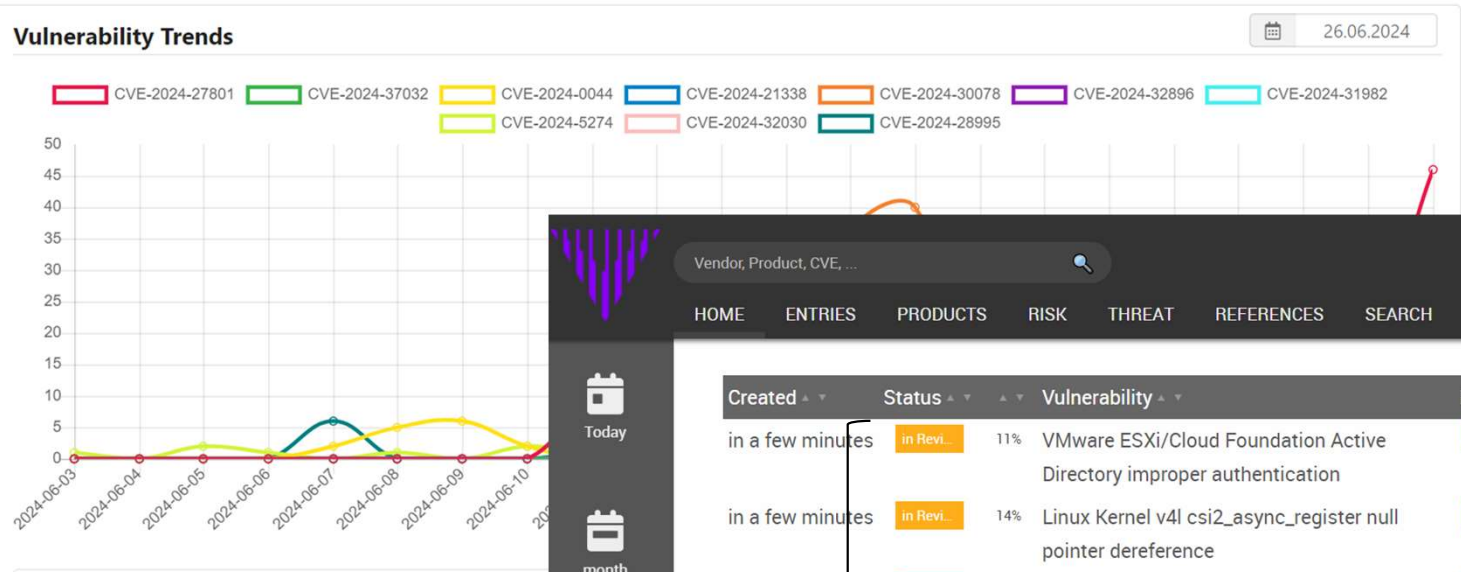 Vulnerability Trends
26.06.2024
CVE-2024-27801 CVE-2024-37032 CVE-2024-0044 CVE-2024-21338 CVE-2024-30078 CVE-2024-32896 CVE-2024-31982
CVE-2024-5274 CVE-2024-32030 CVE-2024-28995
50
45
40
35
30
25
20
15
10
5
0
2024-06-03 2024-06-04 2024-06-05 2024-06-06 2024-06-07 2024-06-08 2024-06-09 2024-06-10
Vendor, Product, CVE, ...
HOME ENTRIES PRODUCTS RISK THREAT REFERENCES SEARCH
Today
month
Created Status Vulnerability
in a few minutes in Revi... 11% VMware ESXi/Cloud Foundation Active
Directory improper authentication
in a few minutes in Revi... 14% Linux Kernel v4l csi2_async_register null
pointer dereference